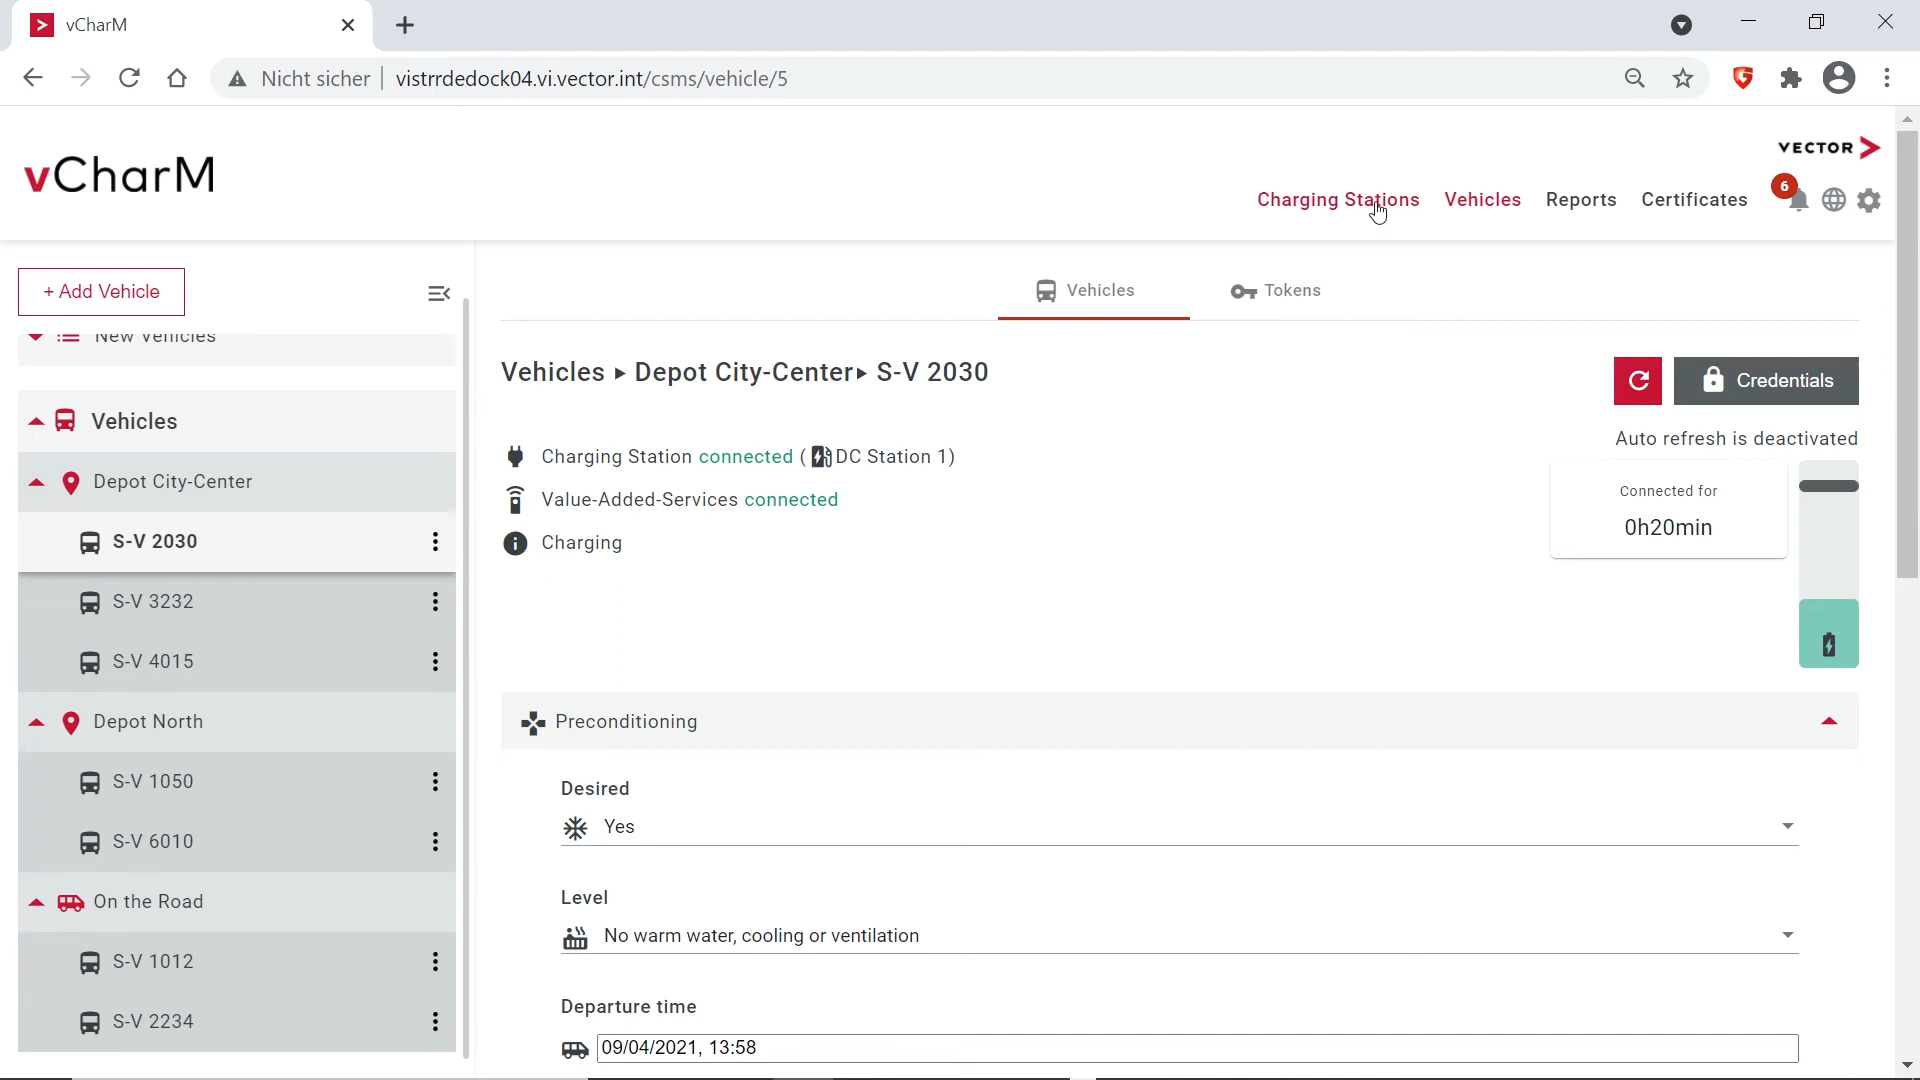 vCharM
Nicht sicher
vistrrdedock04.vi.vector.int/csms/vehicle/5
VECTOR
vCharM
Charging Stations
Vehicles
Reports
Certificates
6
+ Add Vehicle
New Vehicles
Vehicles
Depot City-Center
S-V 2030
S-V 3232
S-V 4015
Depot North
S-V 1050
S-V 6010
On the Road
S-V 1012
S-V 2234
Vehicles
Tokens
Vehicles ▸ Depot City-Center▸ S-V 2030
Credentials
Auto refresh is deactivated
Charging Station connected ( DC Station 1)
Value-Added-Services connected
Charging
Connected for
0h20min
Preconditioning
Desired
Yes
Level
No warm water, cooling or ventilation
Departure time
09/04/2021, 13:58